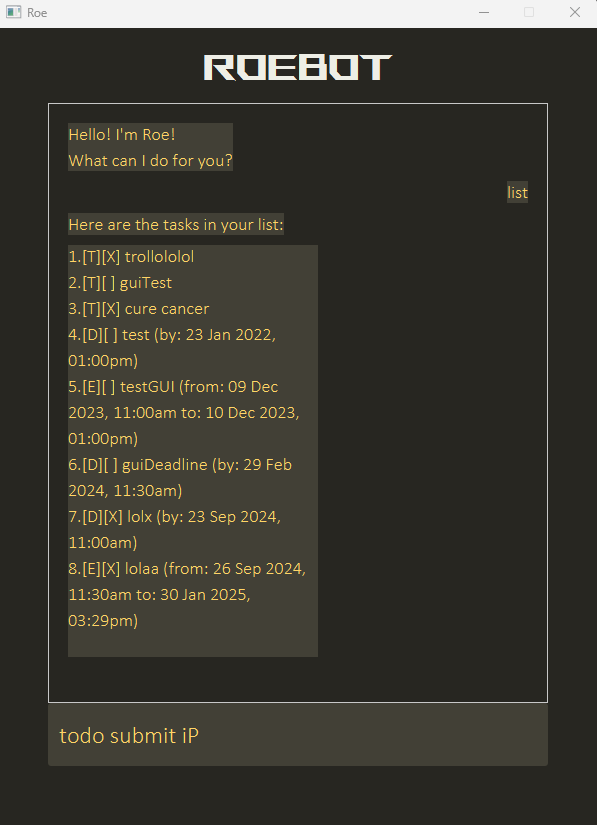 Roe
ROEBOT
Hello! I'm Roe!
What can I do for you?
list
Here are the tasks in your list:
1.[T][X] trollololol
2.[T][ ] guiTest
3.[T][X] cure cancer
4.[D][ ] test (by: 23 Jan 2022,
01:00pm)
5.[E][ ] testGUI (from: 09 Dec
2023, 11:00am to: 10 Dec 2023,
01:00pm)
6.[D][ ] guiDeadline (by: 29 Feb
2024, 11:30am)
7.[D][X] lolx (by: 23 Sep 2024,
11:00am)
8.[E][X] lolaa (from: 26 Sep 2024,
11:30am to: 30 Jan 2025,
03:29pm)
todo submit iP